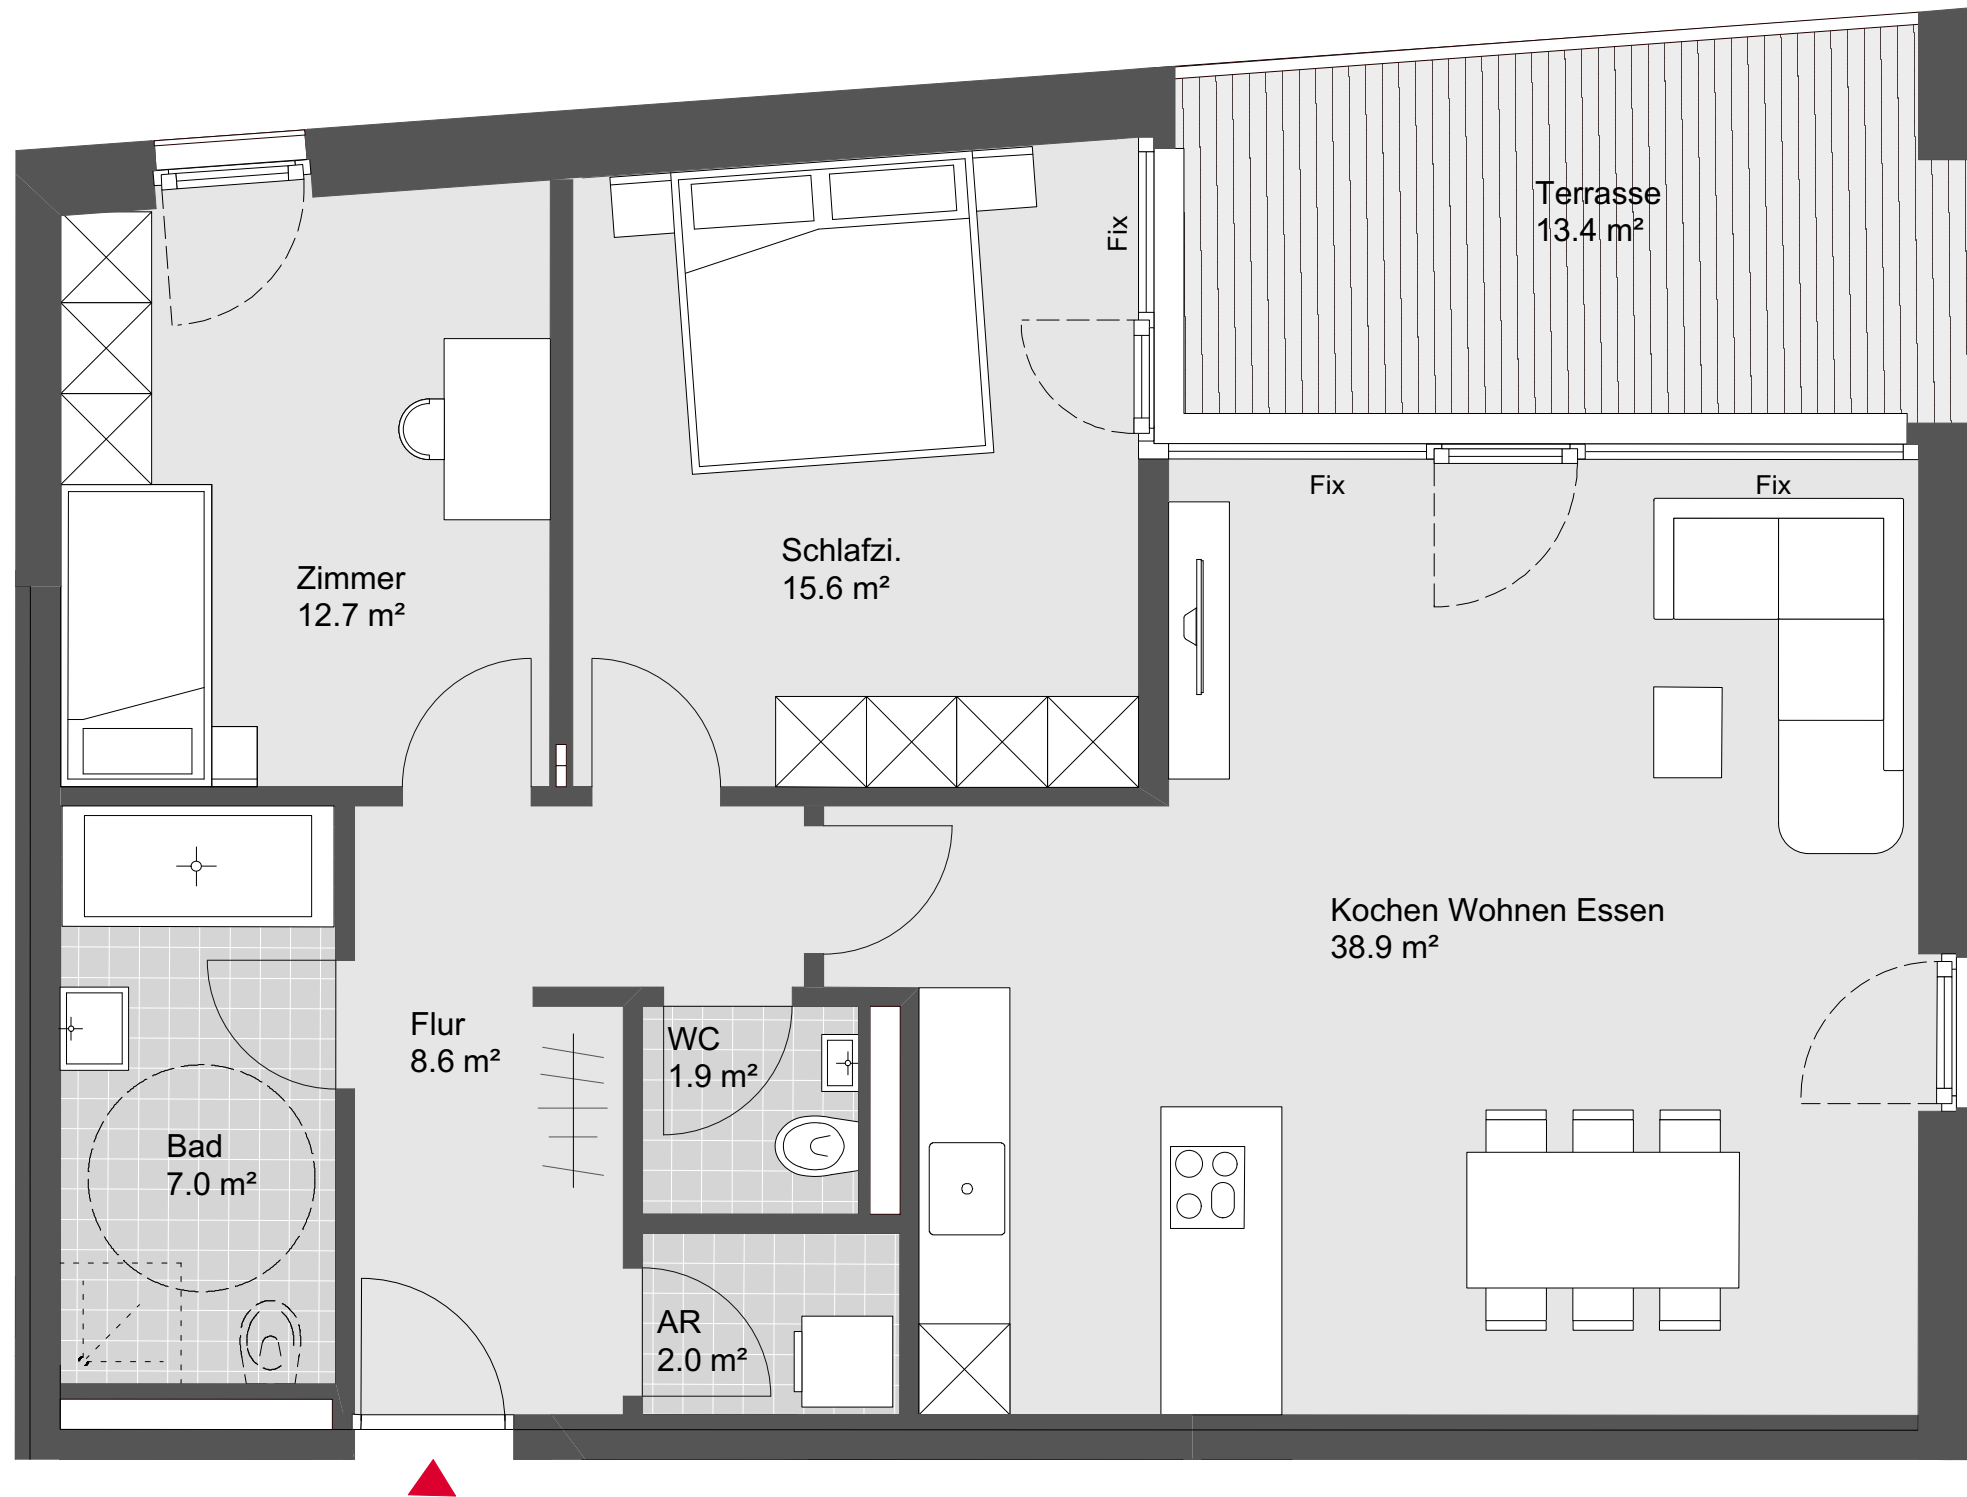 Terrasse
13.4 m²
Fix
Fix
Fix
Schlafzi.
15.6 m²
Zimmer
12.7 m²
Kochen Wohnen Essen
38.9 m²
Flur
8.6 m²
WC
1.9 m²
Bad
7.0 m²
AR
2.0 m²